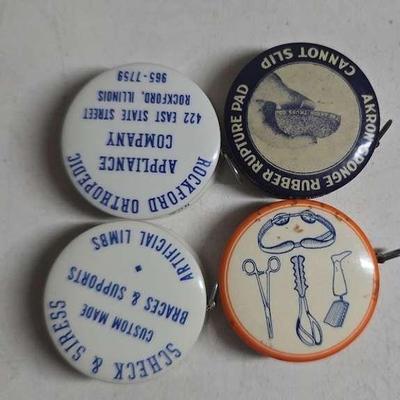 ROCKFORD ORTHOPEDIC
APPLIANCE
COMPANY
422 EAST STATE STREET
ROCKFORD, ILLINOIS
965-7759
AKRON SPONGE RUBBER RUPTURE PAD
CANNOT SLIP
SCHECK & SIRESS
CUSTOM MADE
BRACES & SUPPORTS
ARTIFICIAL LIMBS